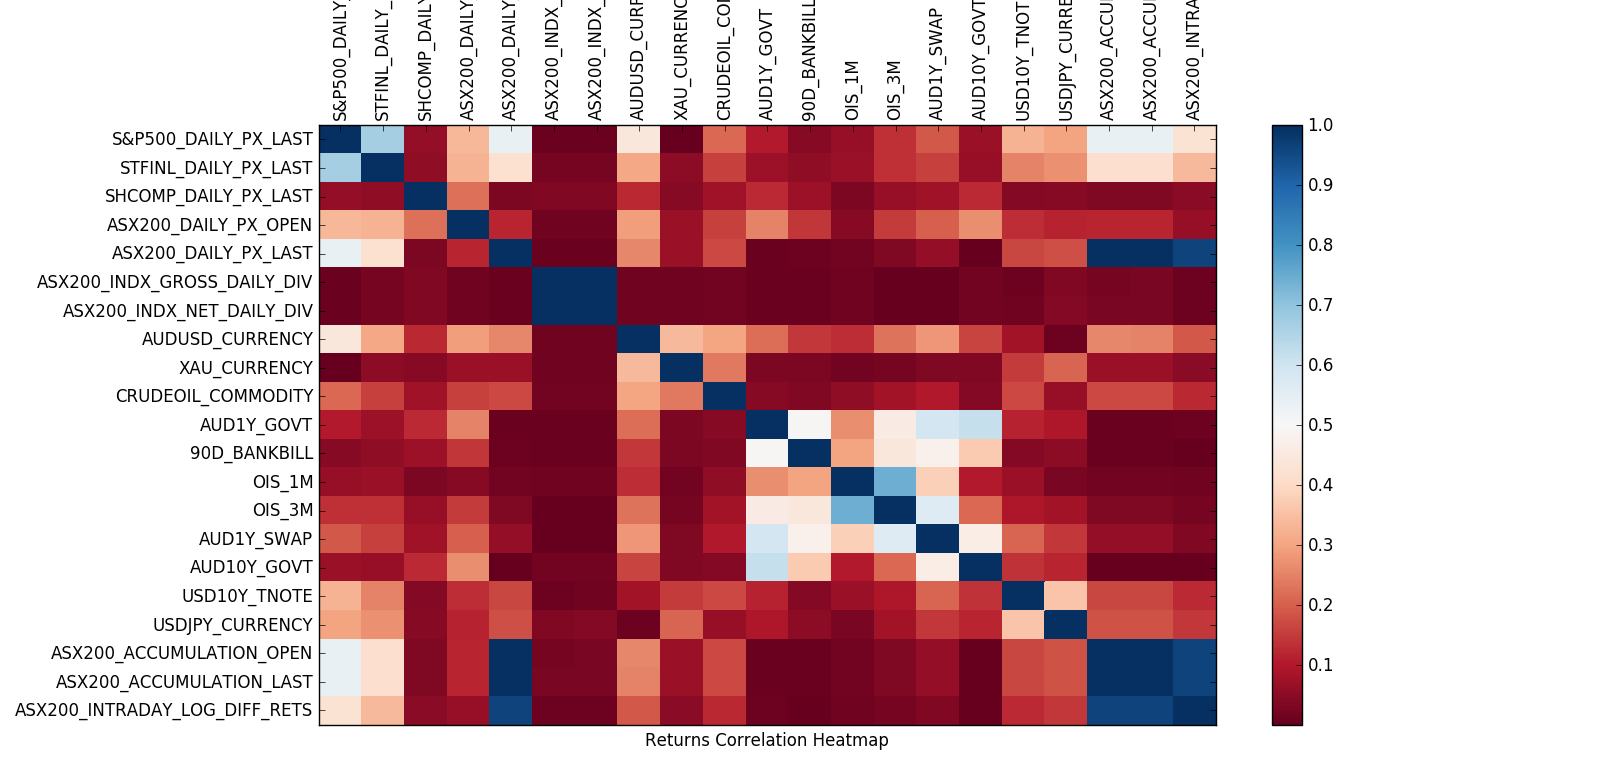 S&P500_DAILY_
STFINL_DAILY_
SHCOMP_DAILY
ASX200_DAILY_
ASX200_DAILY_
ASX200_INDX_
ASX200_INDX_
AUDUSD_CURR
XAU_CURRENC
CRUDEOIL_CO
AUD1Y_GOVT
90D_BANKBILL
OIS_1M
OIS_3M
AUD1Y_SWAP
AUD10Y_GOVT
USD10Y_TNOT
USDJPY_CURRE
ASX200_ACCU
ASX200_ACCU
ASX200_INTRA
S&P500_DAILY_PX_LAST
STFINL_DAILY_PX_LAST
SHCOMP_DAILY_PX_LAST
ASX200_DAILY_PX_OPEN
ASX200_DAILY_PX_LAST
ASX200_INDX_GROSS_DAILY_DIV
ASX200_INDX_NET_DAILY_DIV
AUDUSD_CURRENCY
XAU_CURRENCY
CRUDEOIL_COMMODITY
AUD1Y_GOVT
90D_BANKBILL
OIS_1M
OIS_3M
AUD1Y_SWAP
AUD10Y_GOVT
USD10Y_TNOTE
USDJPY_CURRENCY
ASX200_ACCUMULATION_OPEN
ASX200_ACCUMULATION_LAST
ASX200_INTRADAY_LOG_DIFF_RETS
1.0
0.9
0.8
0.7
0.6
0.5
0.4
0.3
0.2
0.1
Returns Correlation Heatmap